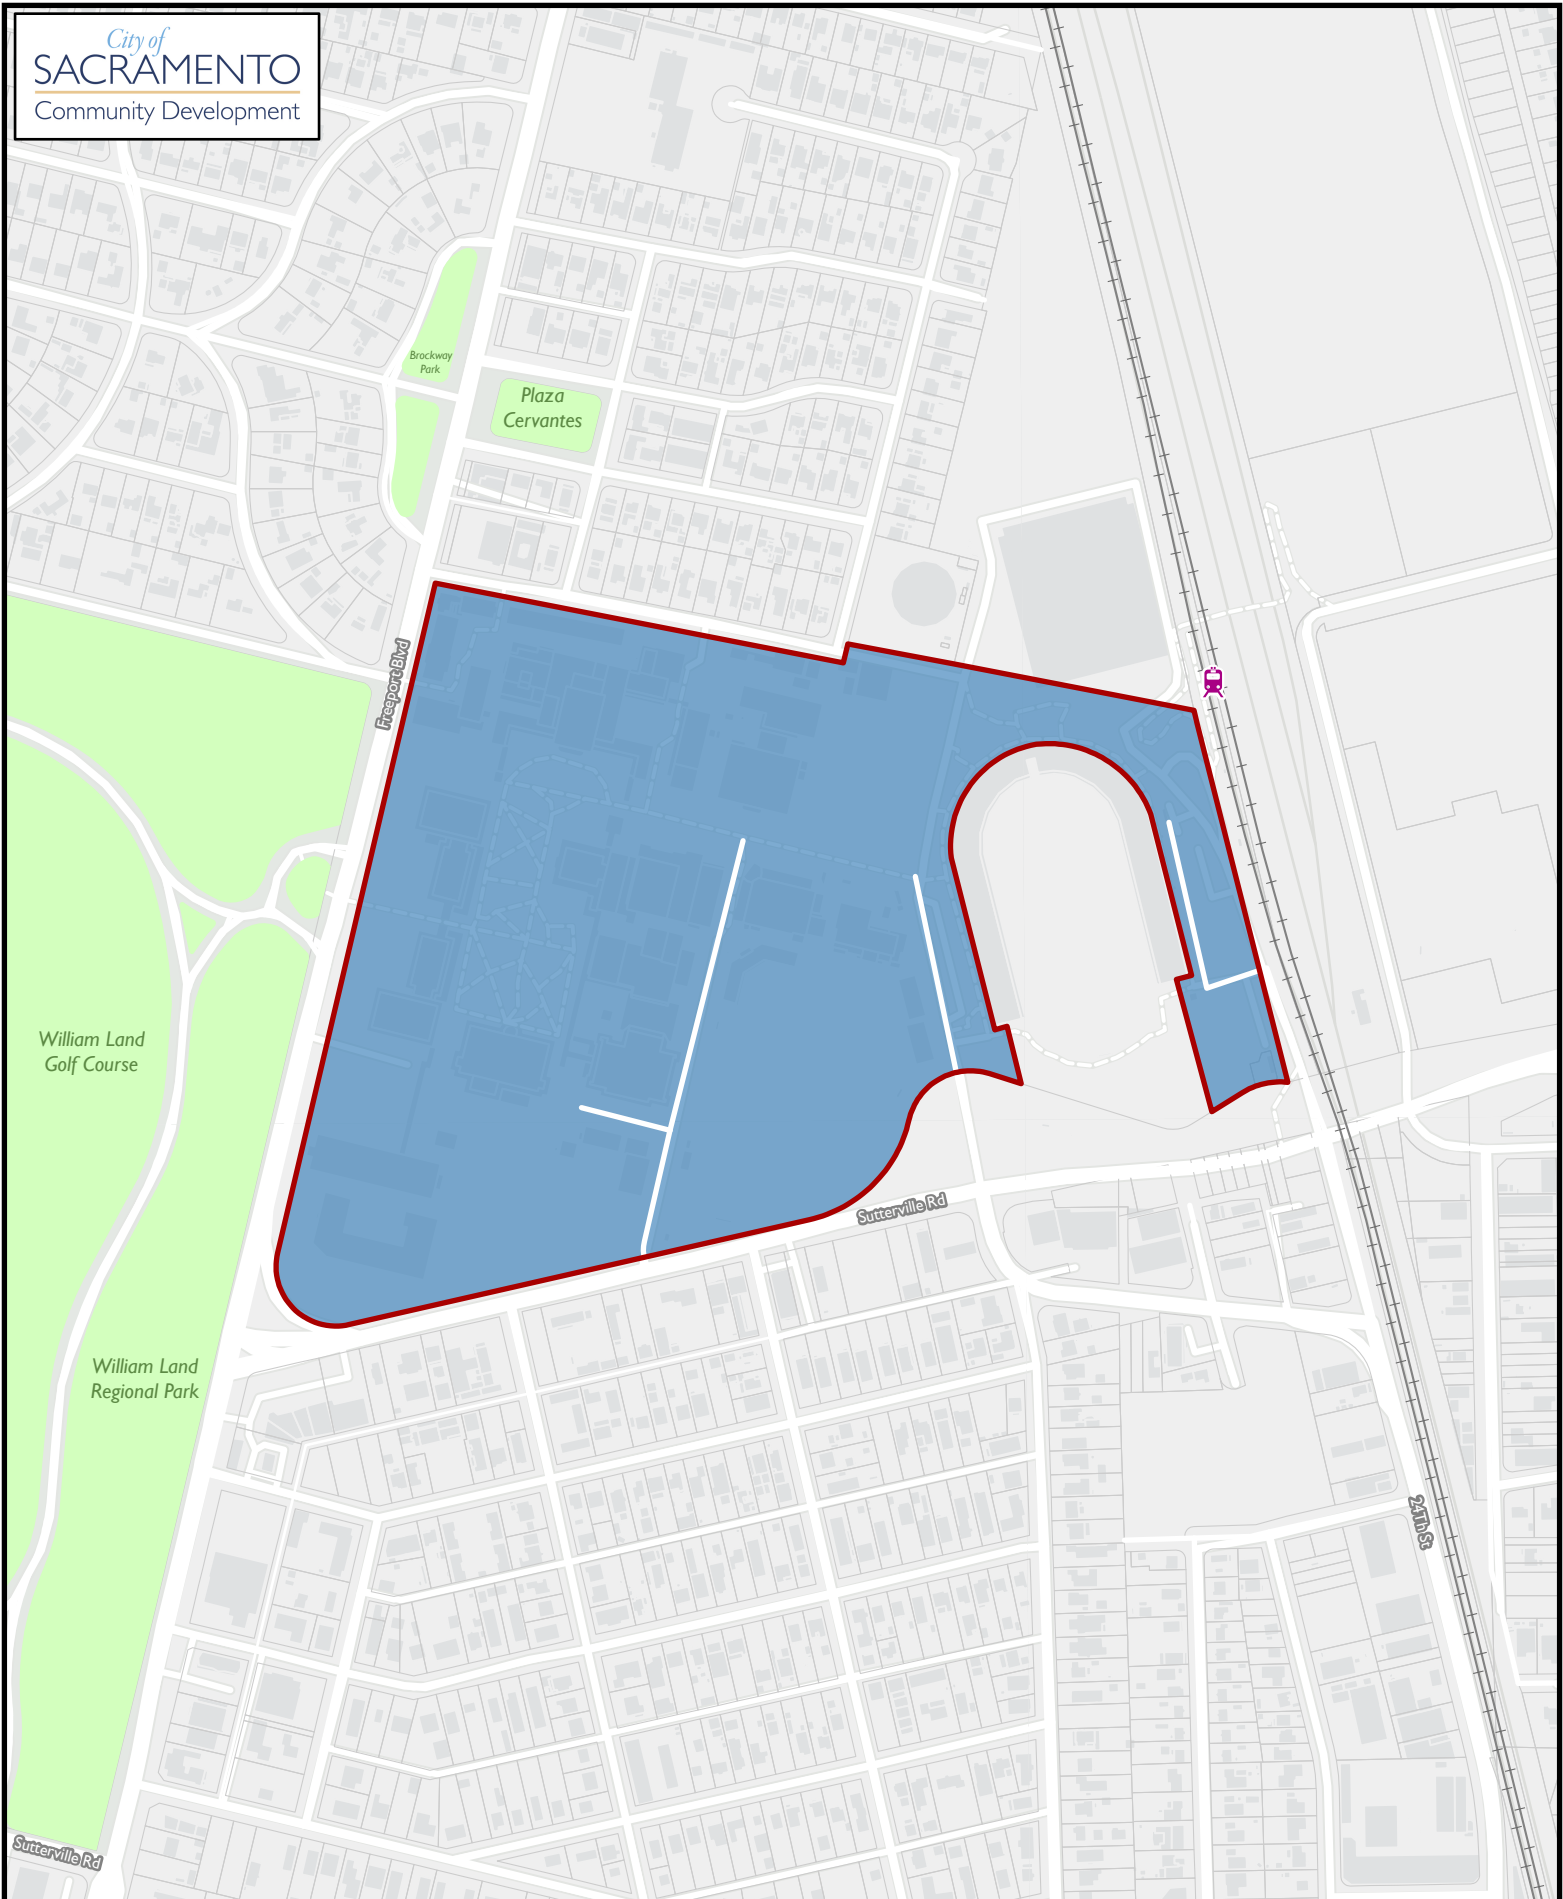 City of
SACRAMENTO
Community Development
Brockway
Park
Plaza
Cervantes
Freeport Blvd
William Land
Golf Course
Sutterville Rd
William Land
Regional Park
24Th St
Sutterville Rd